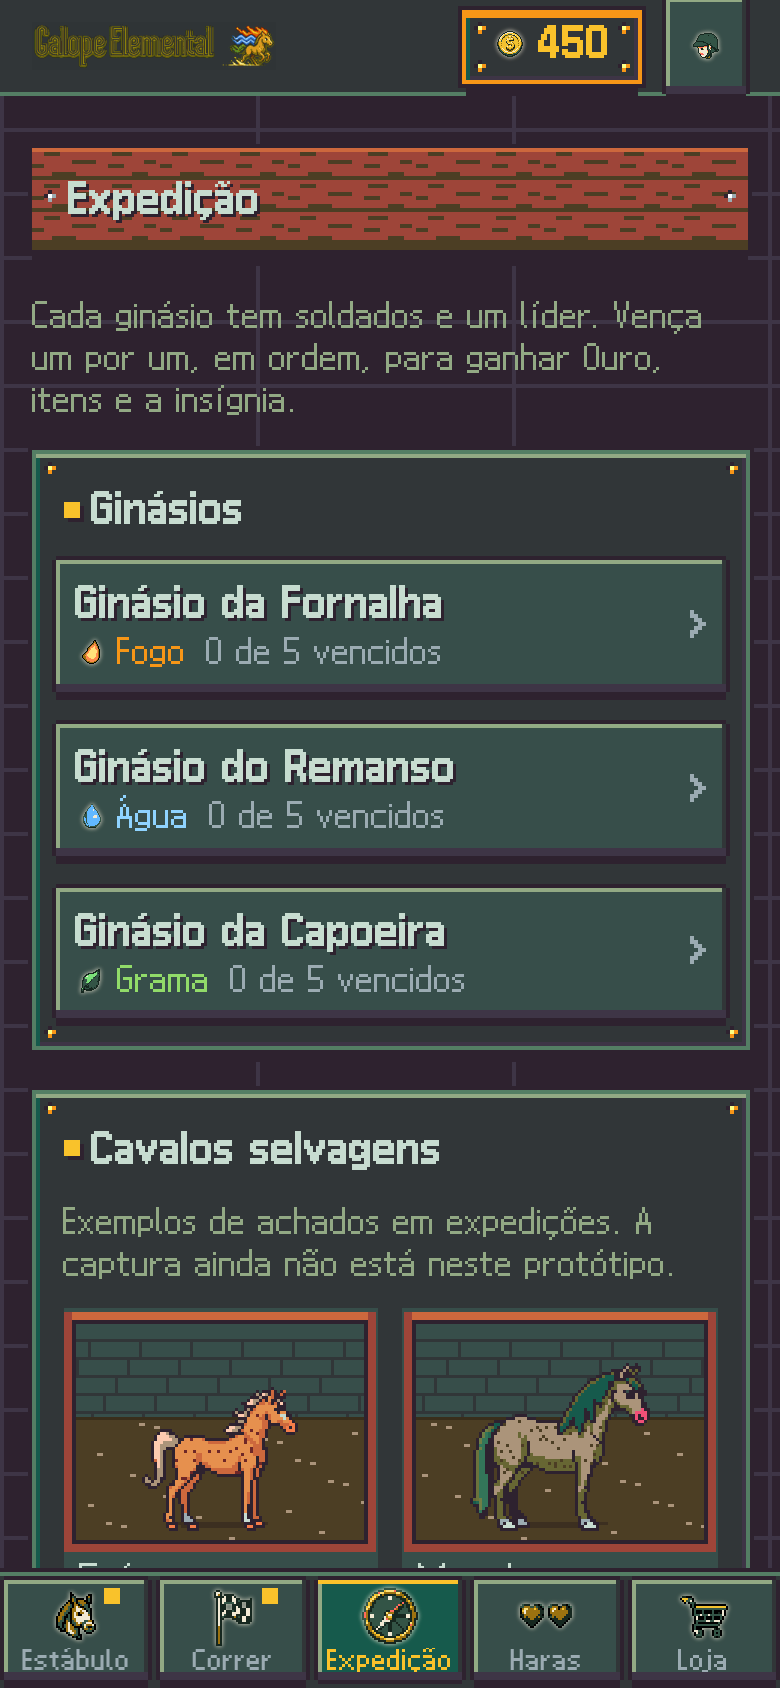 Galope Elemental
450
Expedição
Cada ginásio tem soldados e um líder. Vença
um por um, em ordem, para ganhar Ouro,
itens e a insígnia.
Ginásios
Ginásio da Fornalha
Fogo 0 de 5 vencidos
Ginásio do Remanso
Água 0 de 5 vencidos
Ginásio da Capoeira
Grama 0 de 5 vencidos
Cavalos selvagens
Exemplos de achados em expedições. A
captura ainda não está neste protótipo.
Estábulo
Correr
Expedição
Haras
Loja